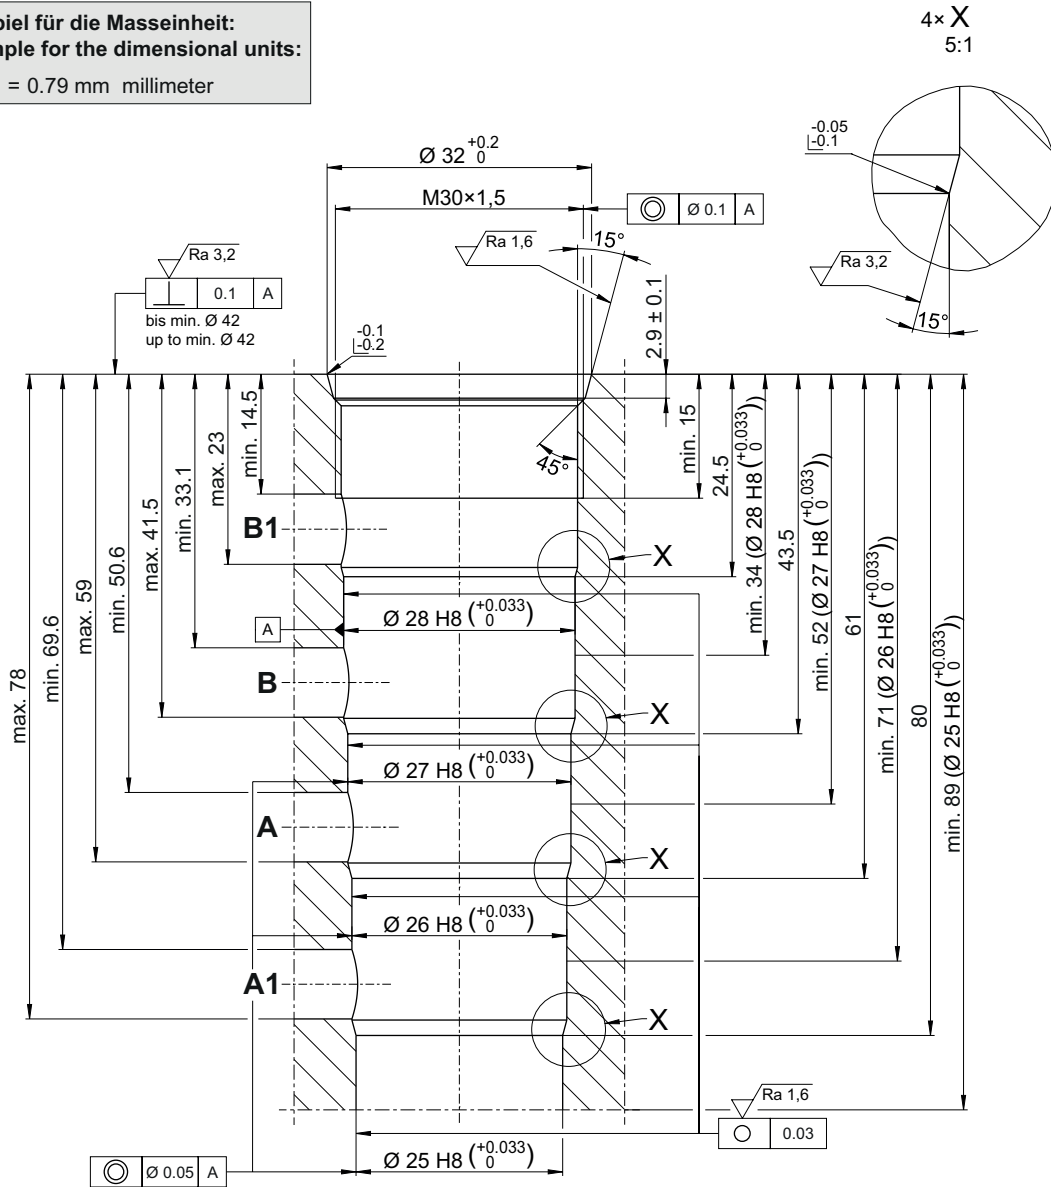 piel für die Masseinheit:
mple for the dimensional units:
= 0.79 mm millimeter
4× X
5:1
-0.05
-0.1
Ra 3,2
15°
Ø 32 +0.2 0
M30×1,5
Ø 0.1 A
Ra 1,6
15°
2.9 ± 0.1
Ra 3,2
0.1 A
bis min. Ø 42
up to min. Ø 42
-0.1
-0.2
45°
max. 78
min. 69.6
max. 59
min. 50.6
max. 41.5
min. 33.1
max. 23
min. 14.5
min. 15
24.5
min. 34 (Ø 28 H8 (+0.033 0))
43.5
min. 52 (Ø 27 H8 (+0.033 0))
61
min. 71 (Ø 26 H8 (+0.033 0))
80
min. 89 (Ø 25 H8 (+0.033 0))
B1
X
A
Ø 28 H8 (+0.033 0)
B
X
Ø 27 H8 (+0.033 0)
A
X
Ø 26 H8 (+0.033 0)
A1
X
Ra 1,6
0.03
Ø 25 H8 (+0.033 0)
Ø 0.05 A